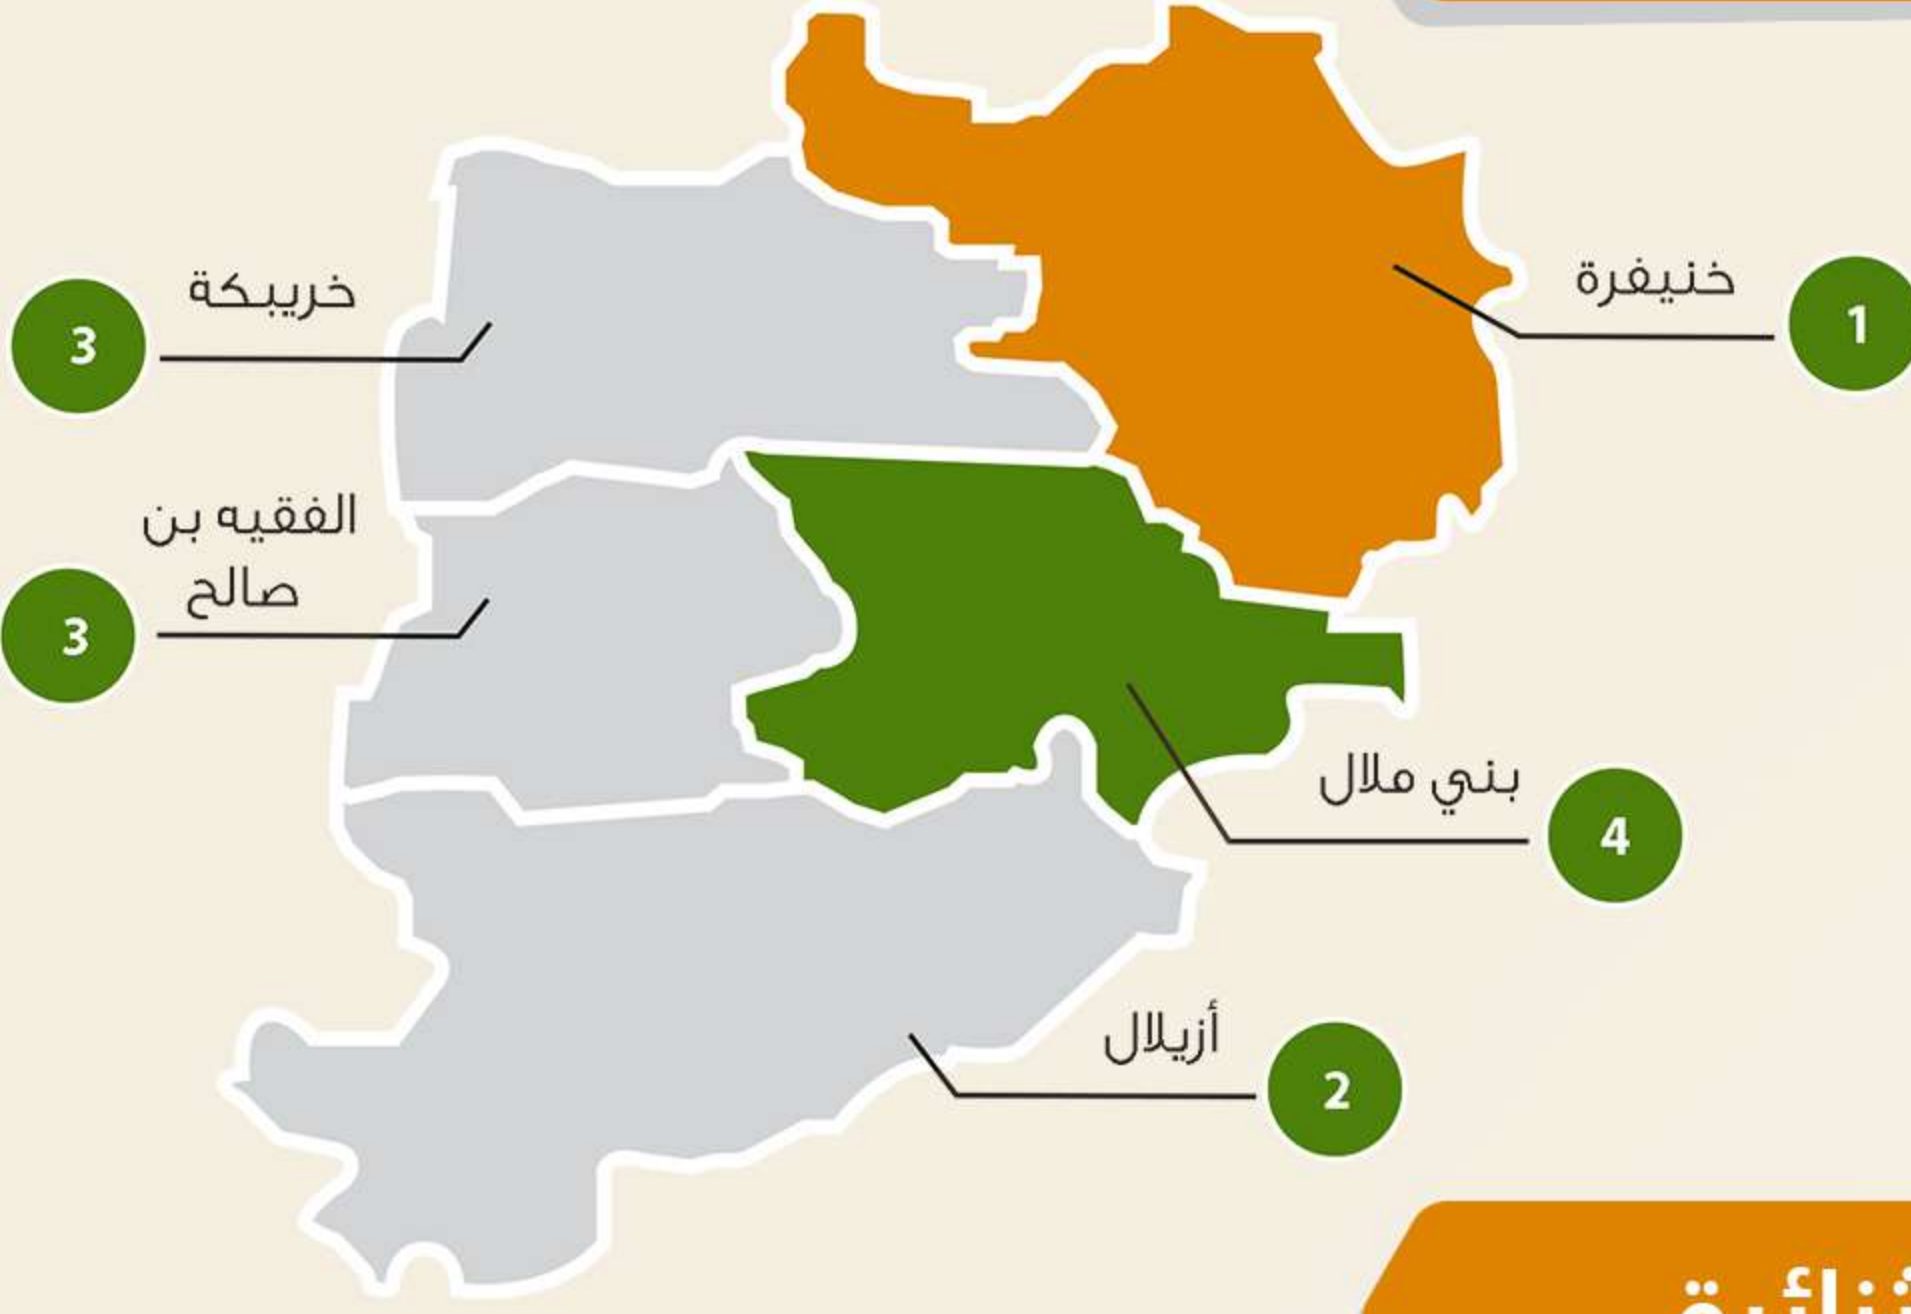 خنيفرة
1
خريبكة
3
الفقيه بن
صالح
3
بني ملال
4
أزيلال
2